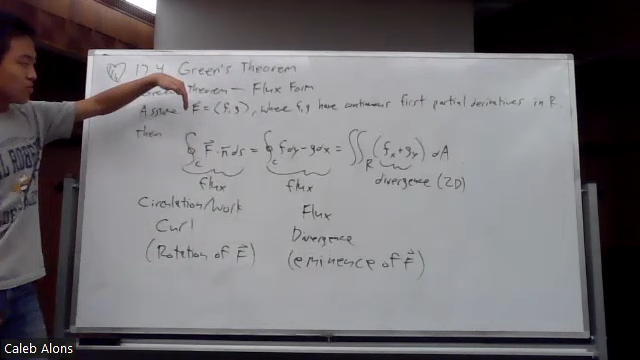 17.4 Green's Theorem
Theorem - Flux Form
Assume F⃗ = ⟨f,g⟩, where f,g have continuous first partial derivatives in R.
Then
∮_C F⃗ · n⃗ ds = ∮_C f dy - g dx = ∬_R (f_x + g_y) dA
flux flux divergence (2D)
Circulation/Work Flux
Curl Divergence
(Rotation of F⃗) (eminence of F⃗)
Caleb Alons